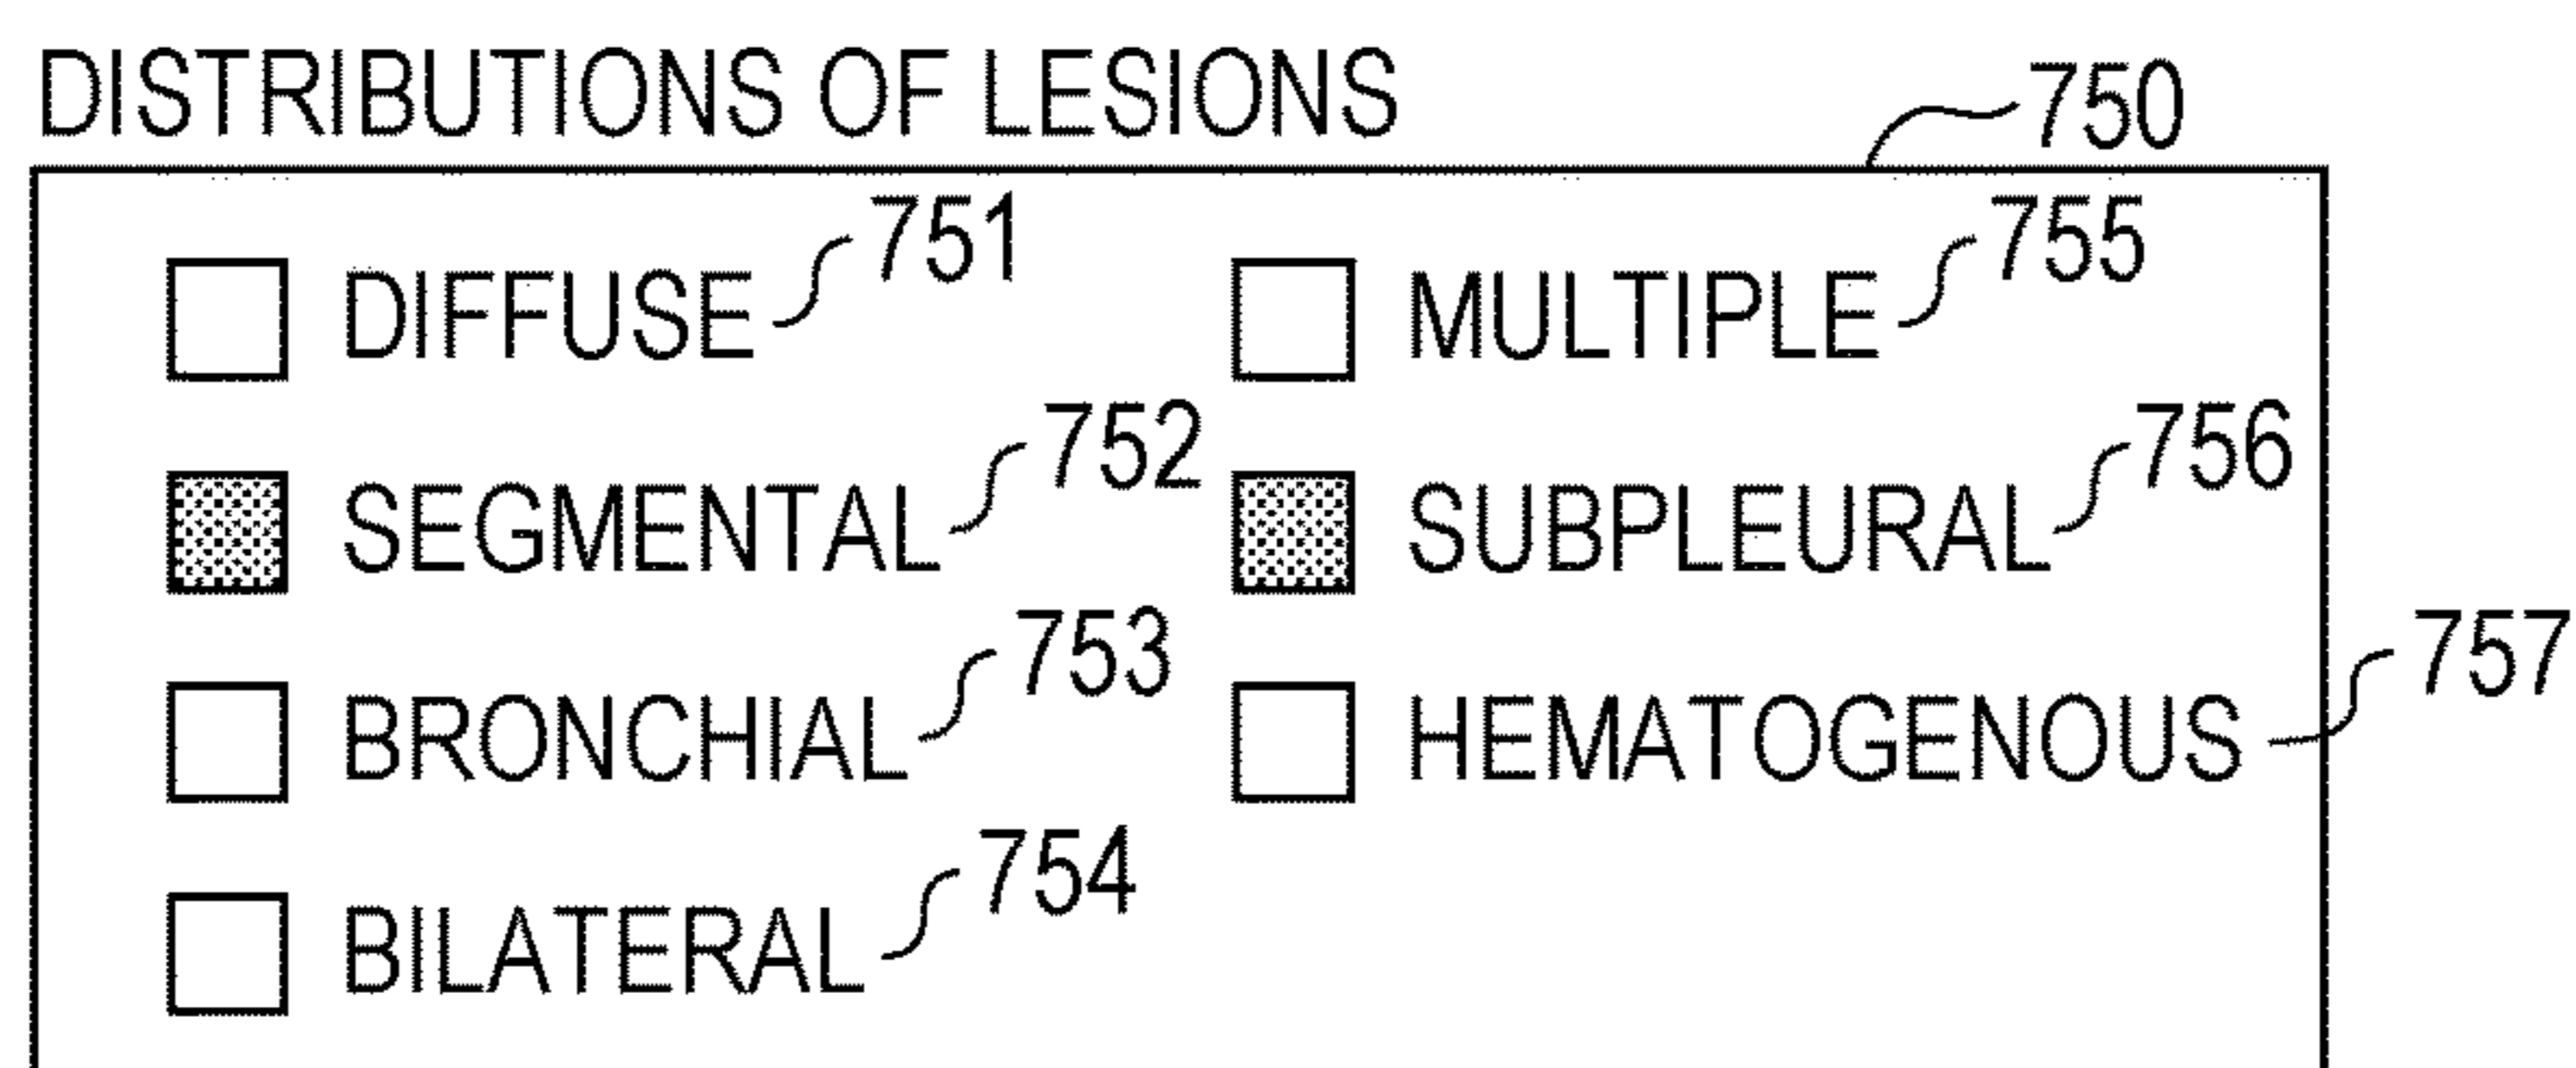 DISTRIBUTIONS OF LESIONS
750
DIFFUSE 751
MULTIPLE 755
SEGMENTAL 752
SUBPLEURAL 756
BRONCHIAL 753
HEMATOGENOUS 757
BILATERAL 754